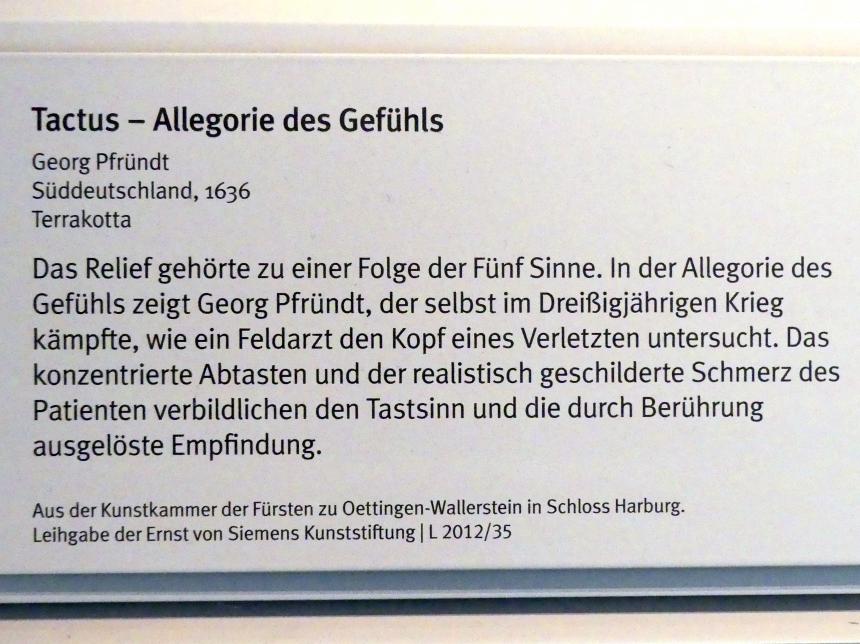 Tactus – Allegorie des Gefühls
Georg Pfründt
Süddeutschland, 1636
Terrakotta
Das Relief gehörte zu einer Folge der Fünf Sinne. In der Allegorie des
Gefühls zeigt Georg Pfründt, der selbst im Dreißigjährigen Krieg
kämpfte, wie ein Feldarzt den Kopf eines Verletzten untersucht. Das
konzentrierte Abtasten und der realistisch geschilderte Schmerz des
Patienten verbildlichen den Tastsinn und die durch Berührung
ausgelöste Empfindung.
Aus der Kunstkammer der Fürsten zu Oettingen-Wallerstein in Schloss Harburg.
Leihgabe der Ernst von Siemens Kunststiftung | L 2012/35